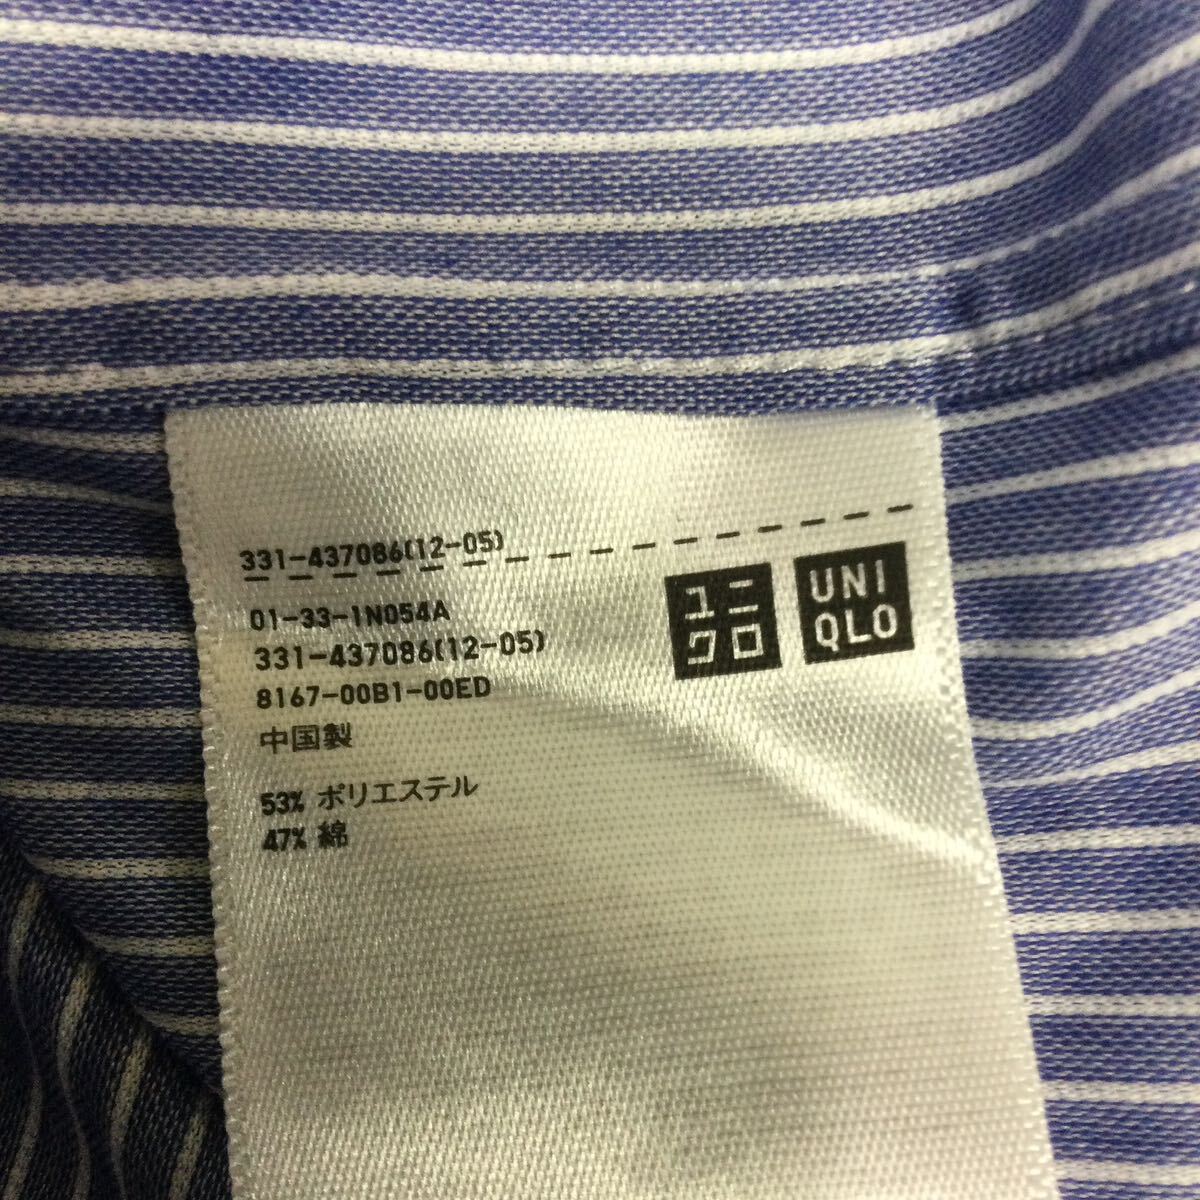 331-437086(12-05)
01-33-1N054A
331-437086(12-05)
8167-00B1-00ED
中国製
53% ポリエステル
47% 綿
ユニ
クロ
UNI
QLO